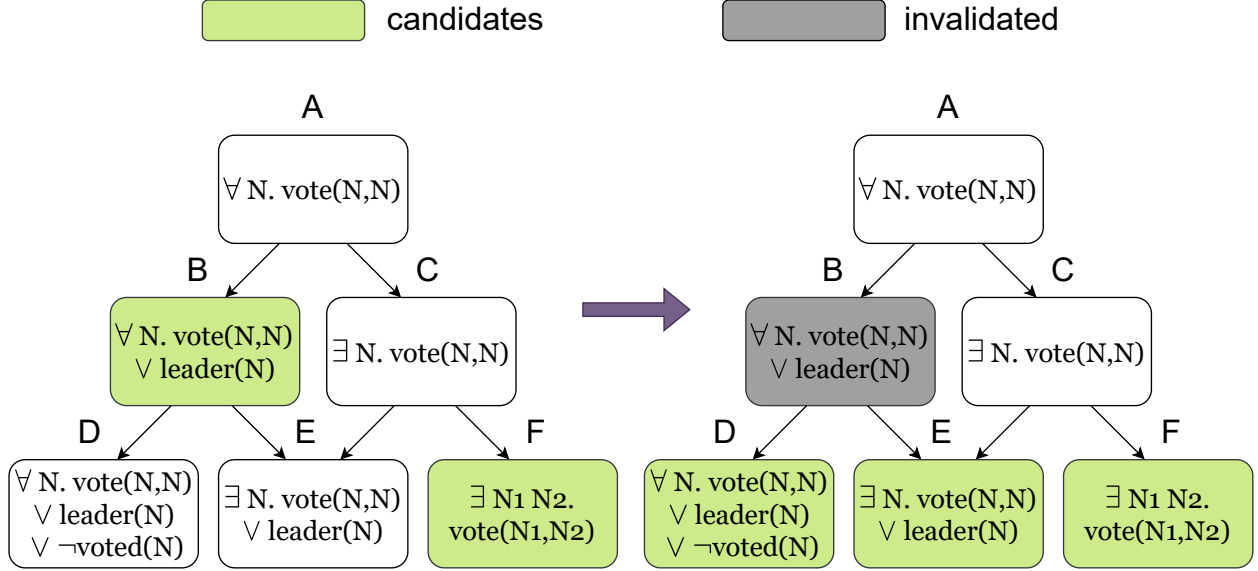 candidates
invalidated
A
∀ N. vote(N,N)
B
C
∀ N. vote(N,N)
∨ leader(N)
∃ N. vote(N,N)
D
E
F
∀ N. vote(N,N)
∨ leader(N)
∨ ¬voted(N)
∃ N. vote(N,N)
∨ leader(N)
∃ N1 N2.
vote(N1,N2)
A
∀ N. vote(N,N)
B
C
∀ N. vote(N,N)
∨ leader(N)
∃ N. vote(N,N)
D
E
F
∀ N. vote(N,N)
∨ leader(N)
∨ ¬voted(N)
∃ N. vote(N,N)
∨ leader(N)
∃ N1 N2.
vote(N1,N2)